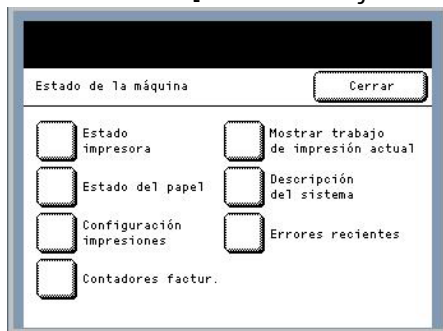 Estado de la máquina
Cerrar
Estado
impresora
Mostrar trabajo
de impresión actual
Estado del papel
Descripción
del sistema
Configuración
impresiones
Errores recientes
Contadores factur.